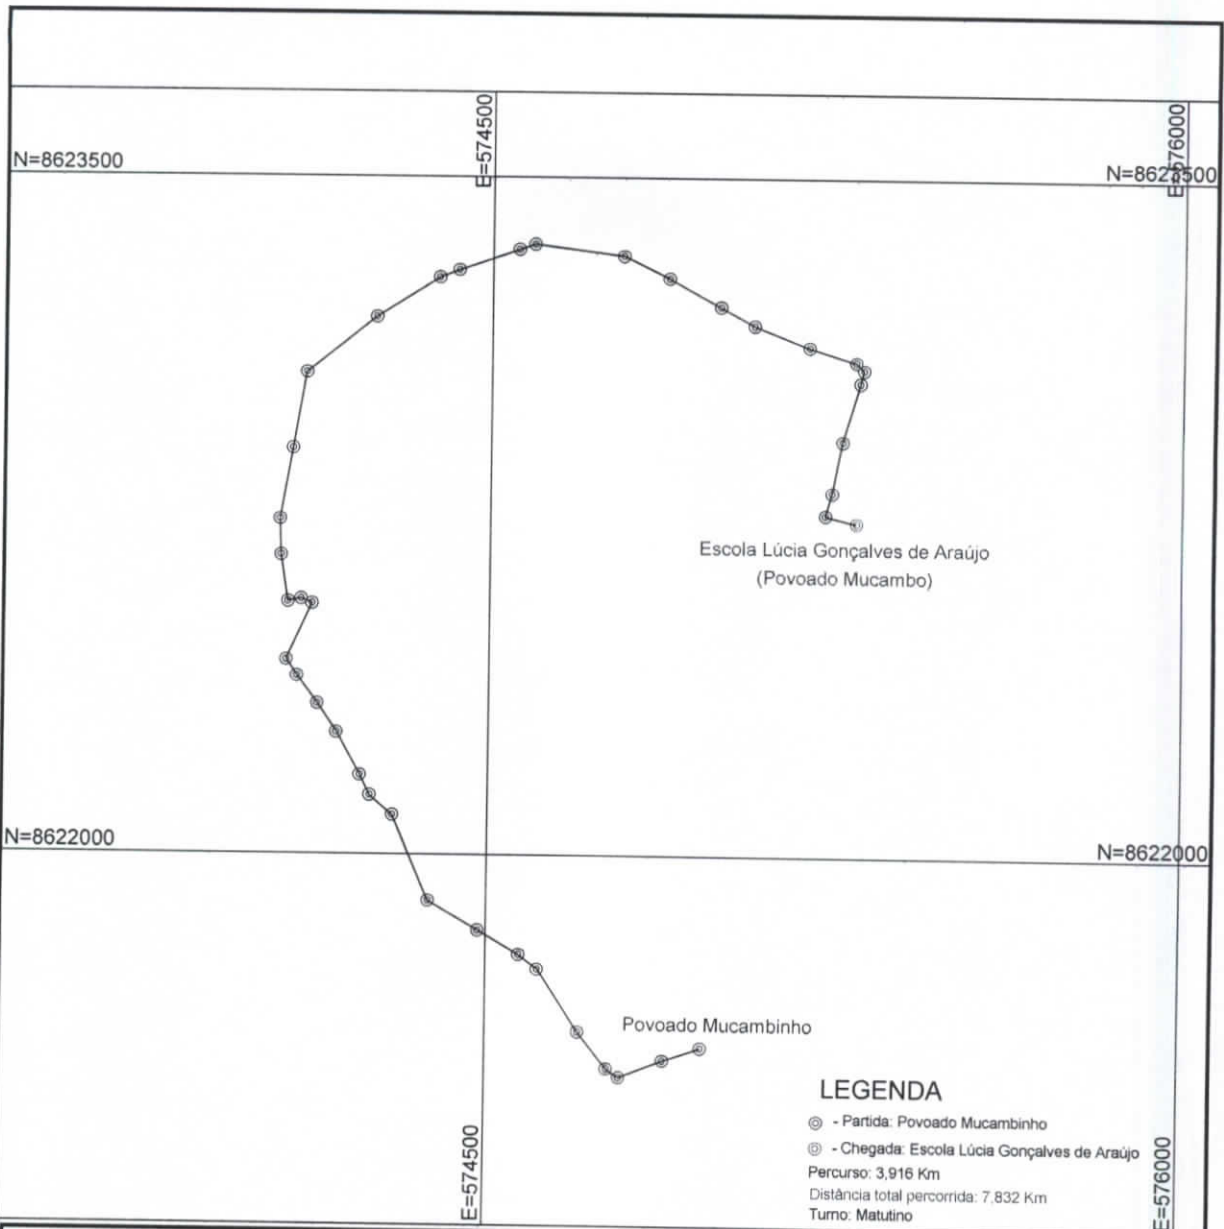 E=574500
E=576000
N=8623500
N=8623500
Escola Lúcia Gonçalves de Araújo
(Povoado Mucambo)
N=8622000
N=8622000
Povoado Mucambinho
LEGENDA
- Partida: Povoado Mucambinho
- Chegada: Escola Lúcia Gonçalves de Araújo
Percurso: 3,916 Km
Distância total percorrida: 7,832 Km
Turno: Matutino
E=574500
E=576000